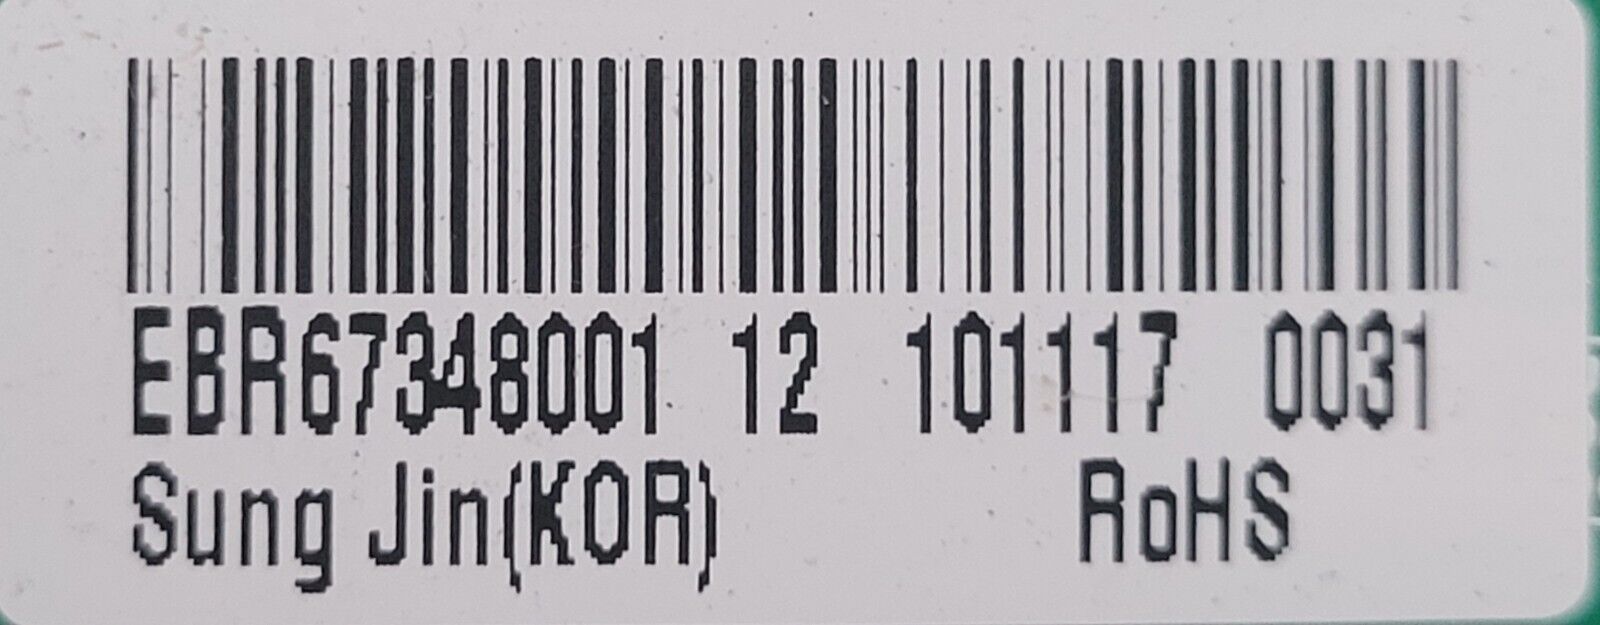 EBR67348001 12 101117 0031
Sung Jin(KOR) RoHS